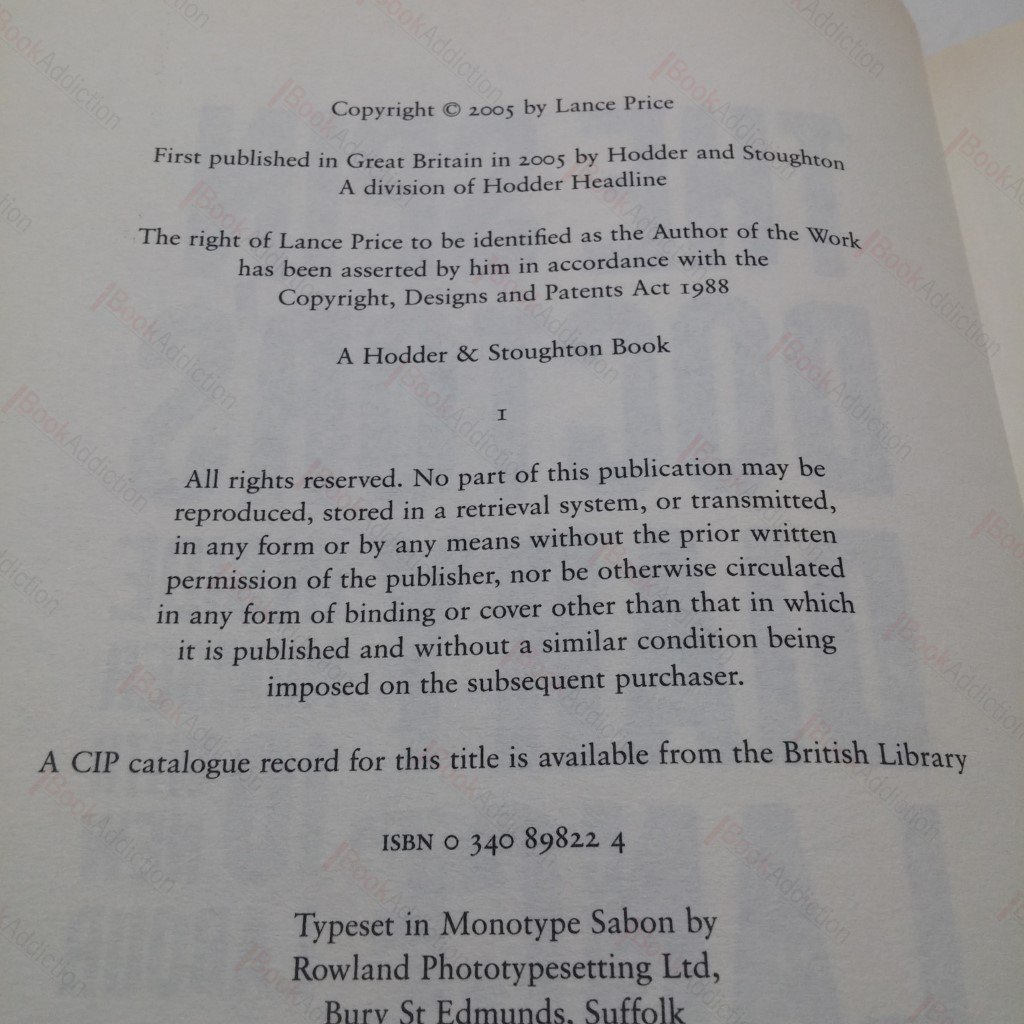 Copyright © 2005 by Lance Price
First published in Great Britain in 2005 by Hodder and Stoughton
A division of Hodder Headline
The right of Lance Price to be identified as the Author of the Work
has been asserted by him in accordance with the
Copyright, Designs and Patents Act 1988
A Hodder & Stoughton Book
1
All rights reserved. No part of this publication may be
reproduced, stored in a retrieval system, or transmitted,
in any form or by any means without the prior written
permission of the publisher, nor be otherwise circulated
in any form of binding or cover other than that in which
it is published and without a similar condition being
imposed on the subsequent purchaser.
A CIP catalogue record for this title is available from the British Library
ISBN 0 340 89822 4
Typeset in Monotype Sabon by
Rowland Phototypesetting Ltd,
Bury St Edmunds, Suffolk